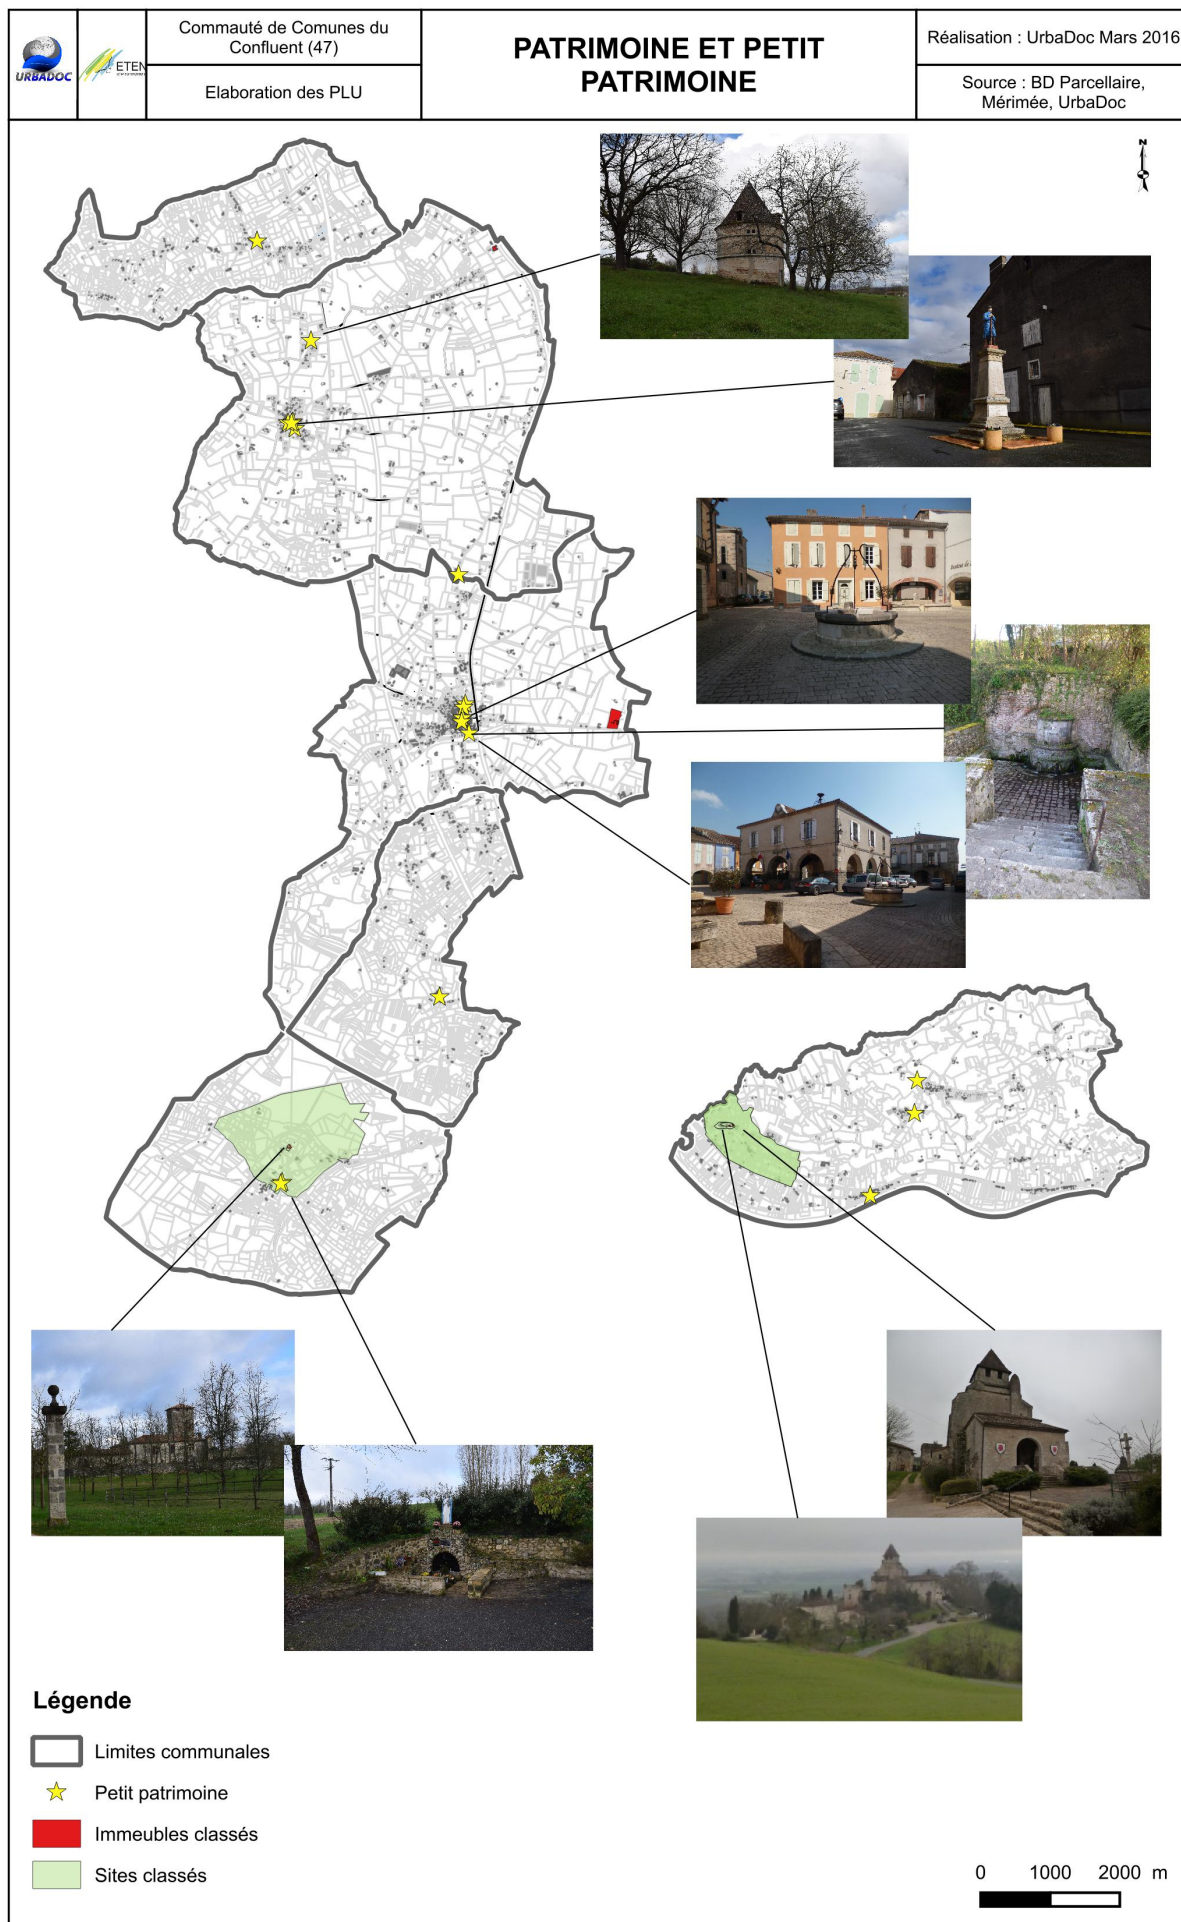 URBADOC
ETEN
Commauté de Comunes du
Confluent (47)
Elaboration des PLU
PATRIMOINE ET PETIT
PATRIMOINE
Réalisation : UrbaDoc Mars 2016
Source : BD Parcellaire,
Mérimée, UrbaDoc
N
Légende
Limites communales
Petit patrimoine
Immeubles classés
Sites classés
0 1000 2000 m